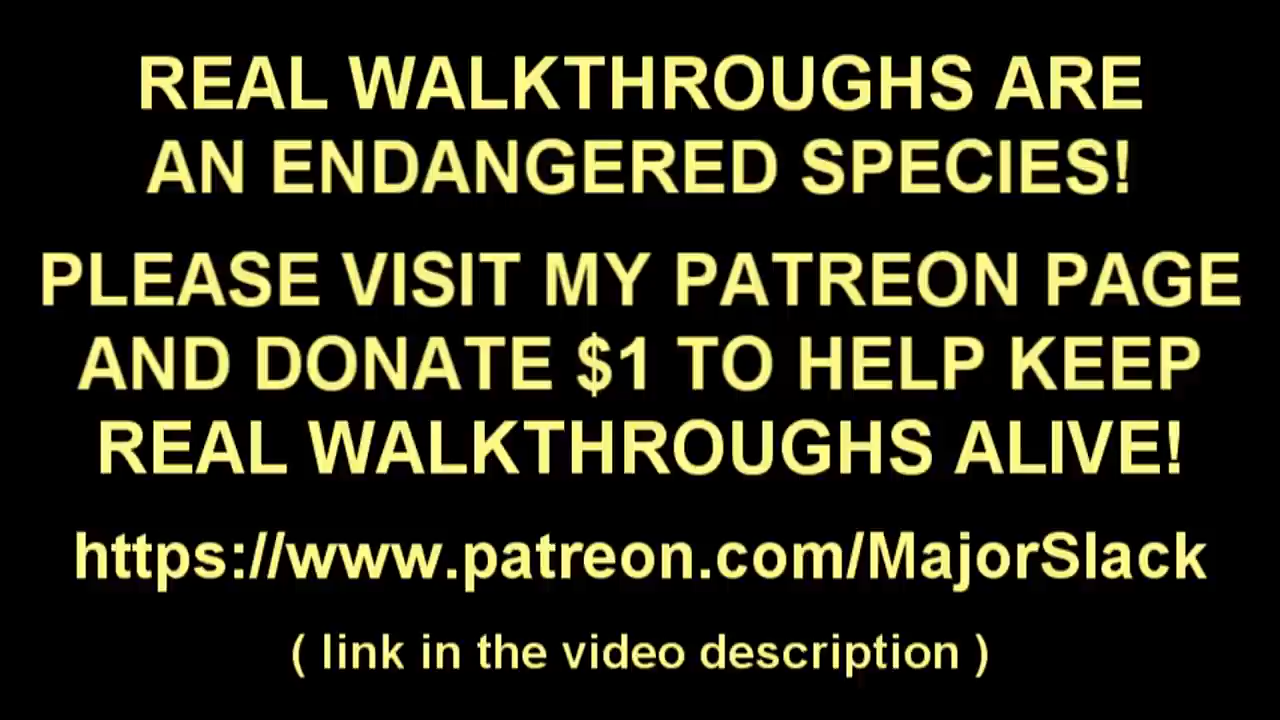 REAL WALKTHROUGHS ARE
AN ENDANGERED SPECIES!
PLEASE VISIT MY PATREON PAGE
AND DONATE $1 TO HELP KEEP
REAL WALKTHROUGHS ALIVE!
https://www.patreon.com/MajorSlack
( link in the video description )